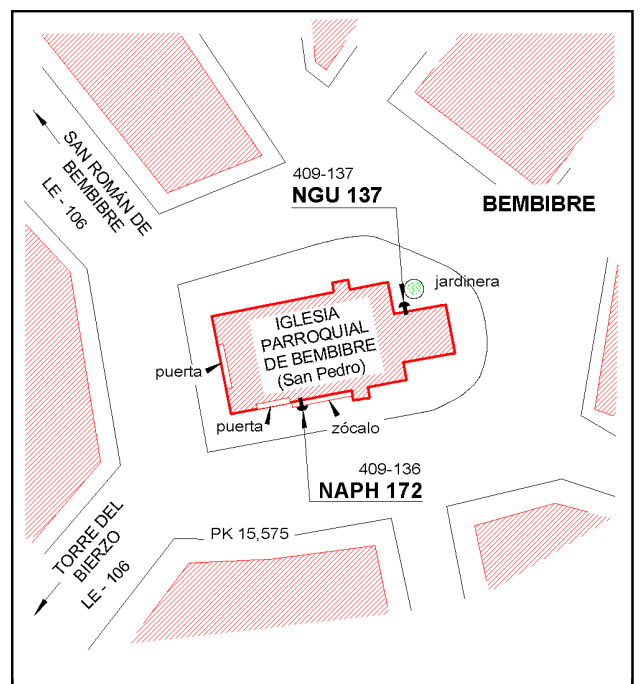 SAN ROMÁN DE
BEMBIBRE
LE - 106
409-137
NGU 137
BEMBIBRE
jardinera
IGLESIA
PARROQUIAL
DE BEMBIBRE
(San Pedro)
puerta
puerta
zócalo
409-136
NAPH 172
PK 15,575
TORRE DEL
BIERZO
LE - 106